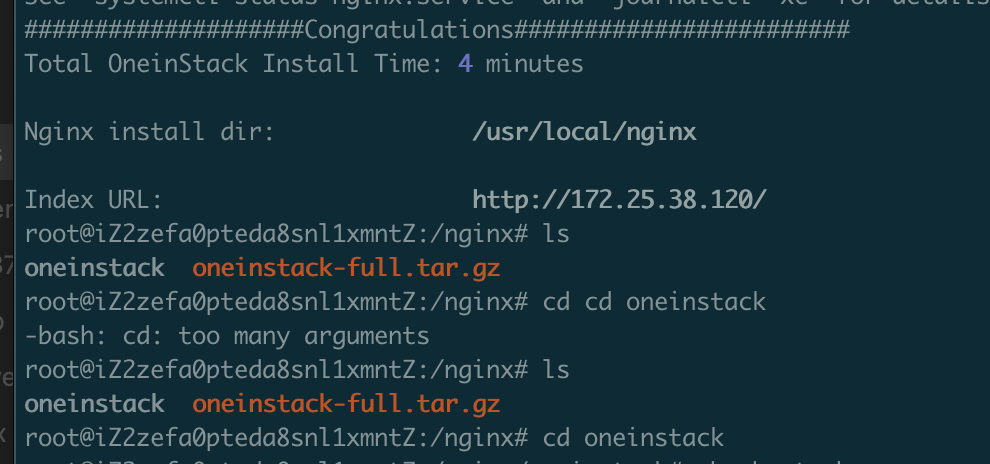 see "systemctl status nginx.service" and "journalctl -xe" for details
####################Congratulations########################
Total OneinStack Install Time: 4 minutes
Nginx install dir: /usr/local/nginx
Index URL: http://172.25.38.120/
root@iZ2zefa0pteda8snl1xmntZ:/nginx# ls
oneinstack oneinstack-full.tar.gz
root@iZ2zefa0pteda8snl1xmntZ:/nginx# cd cd oneinstack
-bash: cd: too many arguments
root@iZ2zefa0pteda8snl1xmntZ:/nginx# ls
oneinstack oneinstack-full.tar.gz
root@iZ2zefa0pteda8snl1xmntZ:/nginx# cd oneinstack